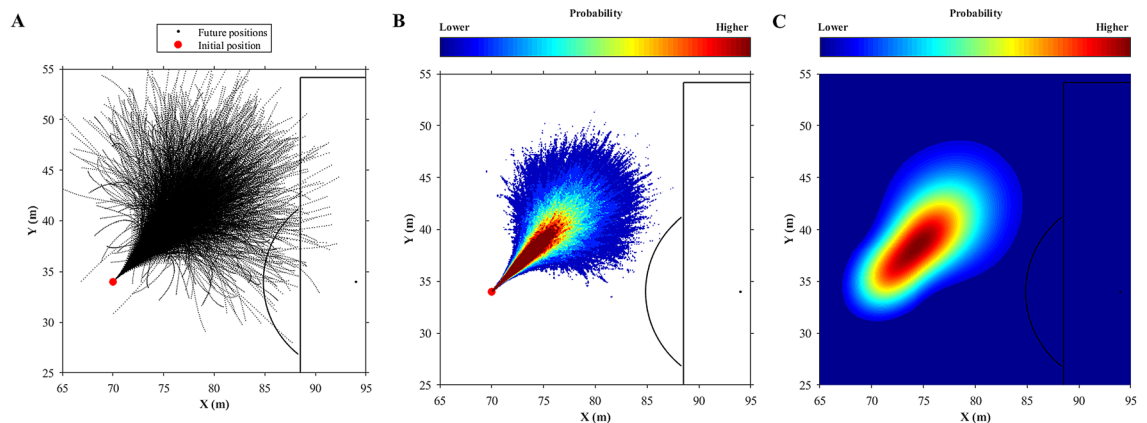 A
Future positions
Initial position
55
50
45
40
35
30
25
Y (m)
65 70 75 80 85 90 95
X (m)
B
Probability
Lower Higher
55
50
45
40
35
30
25
Y (m)
65 70 75 80 85 90 95
X (m)
C
Probability
Lower Higher
55
50
45
40
35
30
25
Y (m)
65 70 75 80 85 90 95
X (m)